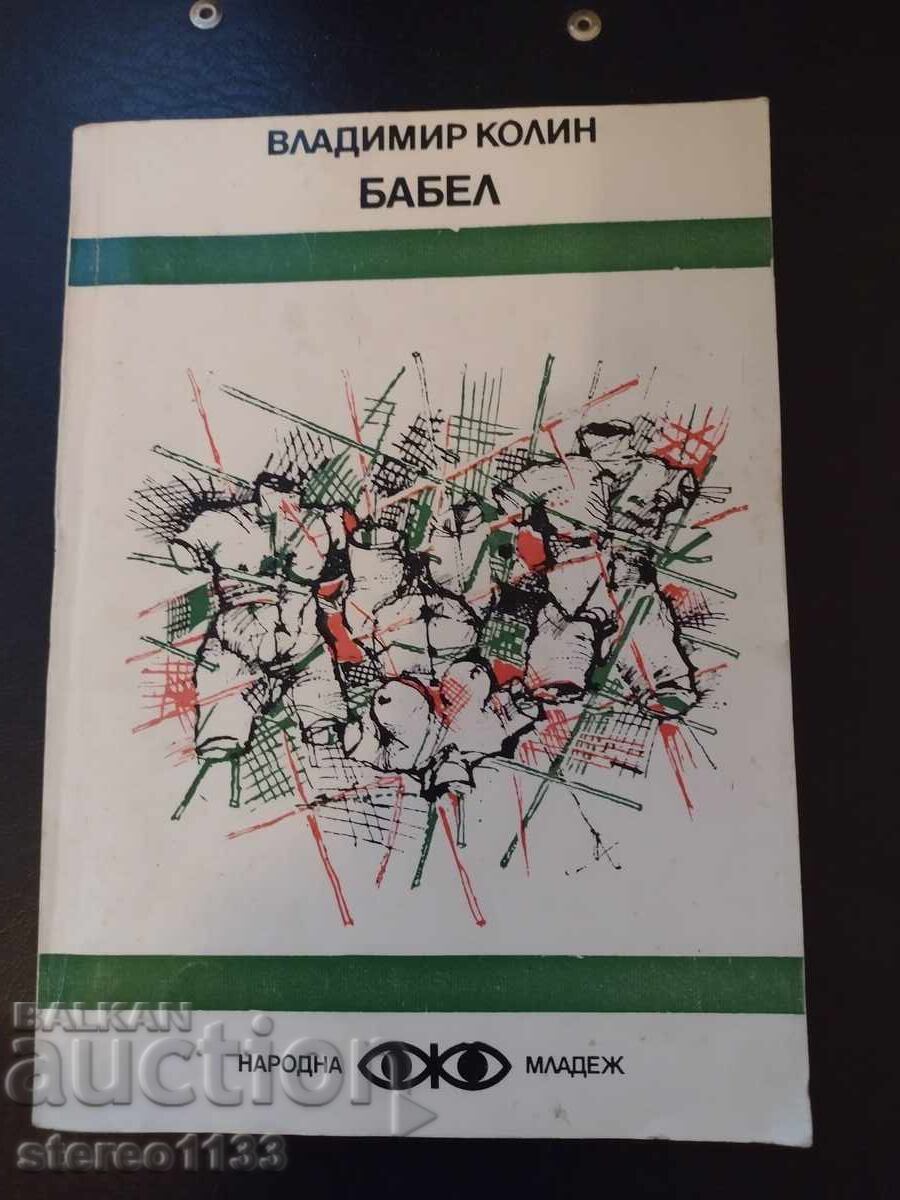 ВЛАДИМИР КОЛИН
БАБЕЛ
НАРОДНА МЛАДЕЖ
BALKAN
auction
stereo1133